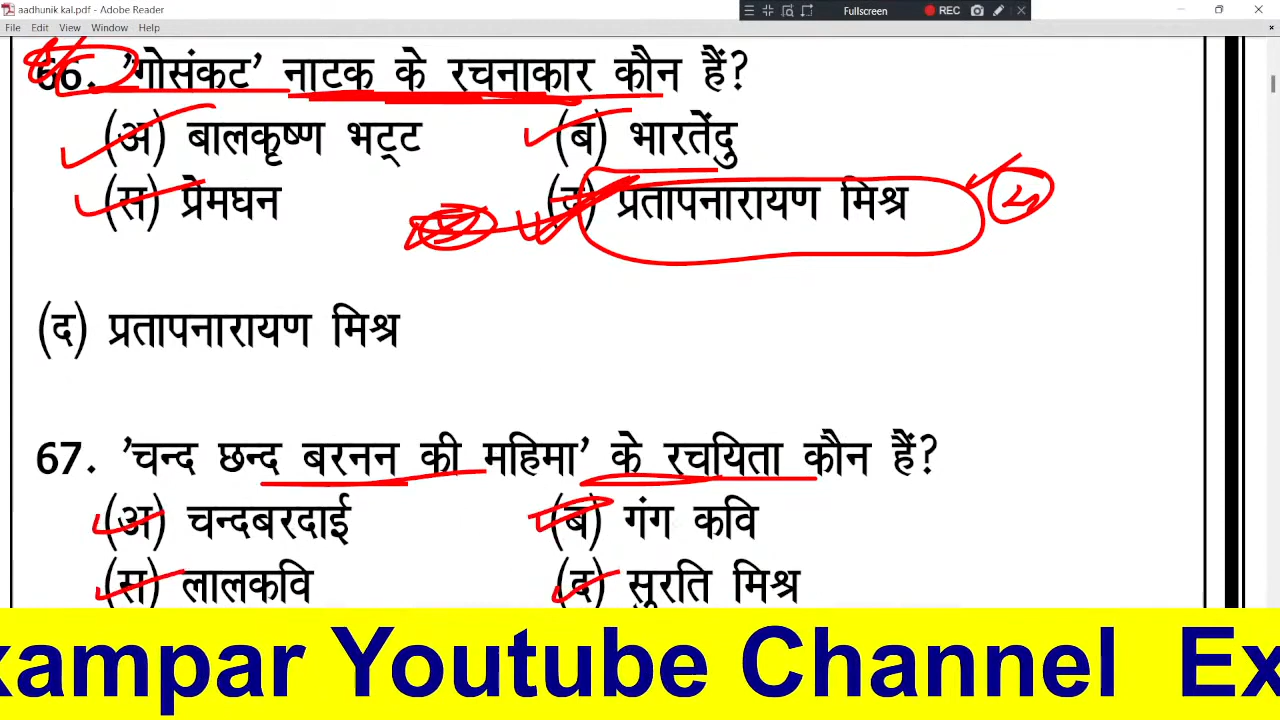 aadhunik kal.pdf - Adobe Reader
Fullscreen REC
File Edit View Window Help
66. 'गोसंकट' नाटक के रचनाकार कौन हैं?
(अ) बालकृष्ण भट्ट (ब) भारतेंदु
(स) प्रेमघन (द) प्रतापनारायण मिश्र
(द) प्रतापनारायण मिश्र
67. 'चन्द छन्द बरनन की महिमा' के रचयिता कौन हैं?
(अ) चन्दबरदाई (ब) गंग कवि
(स) लालकवि (द) सुरति मिश्र
xampar Youtube Channel Ex